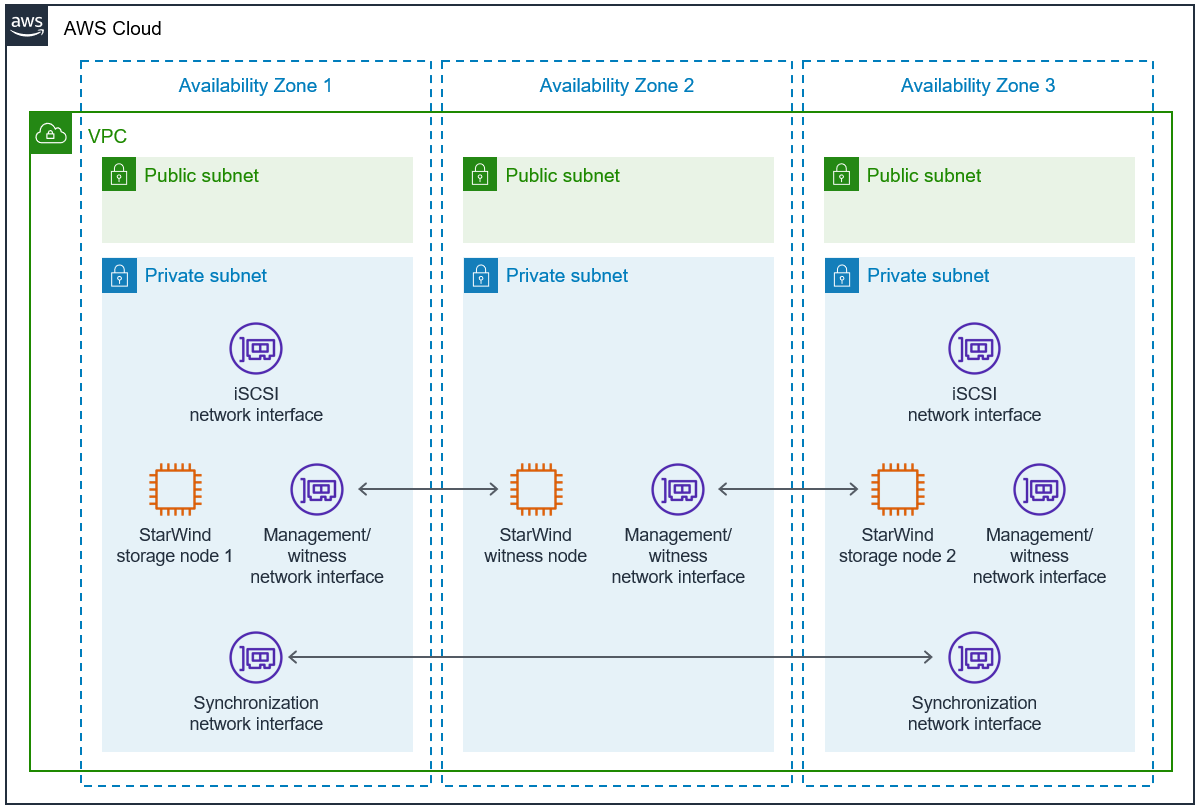 aws
AWS Cloud
Availability Zone 1
Availability Zone 2
Availability Zone 3
VPC
Public subnet
Public subnet
Public subnet
Private subnet
Private subnet
Private subnet
iSCSI
network interface
iSCSI
network interface
StarWind
storage node 1
Management/
witness
network interface
StarWind
witness node
Management/
witness
network interface
StarWind
storage node 2
Management/
witness
network interface
Synchronization
network interface
Synchronization
network interface